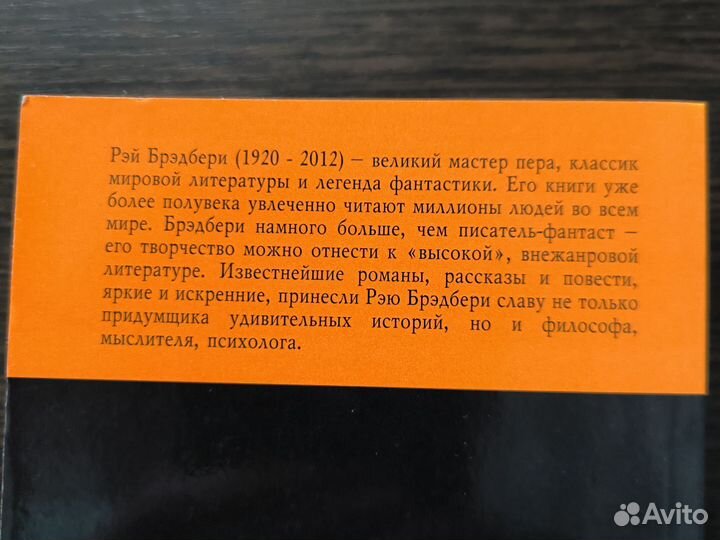 Рэй Брэдбери (1920 - 2012) – великий мастер пера, классик
мировой литературы и легенда фантастики. Его книги уже
более полувека увлеченно читают миллионы людей во всем
мире. Брэдбери намного больше, чем писатель-фантаст –
его творчество можно отнести к «высокой», внежанровой
литературе. Известнейшие романы, рассказы и повести,
яркие и искренние, принесли Рэю Брэдбери славу не только
придумщика удивительных историй, но и философа,
мыслителя, психолога.
Avito